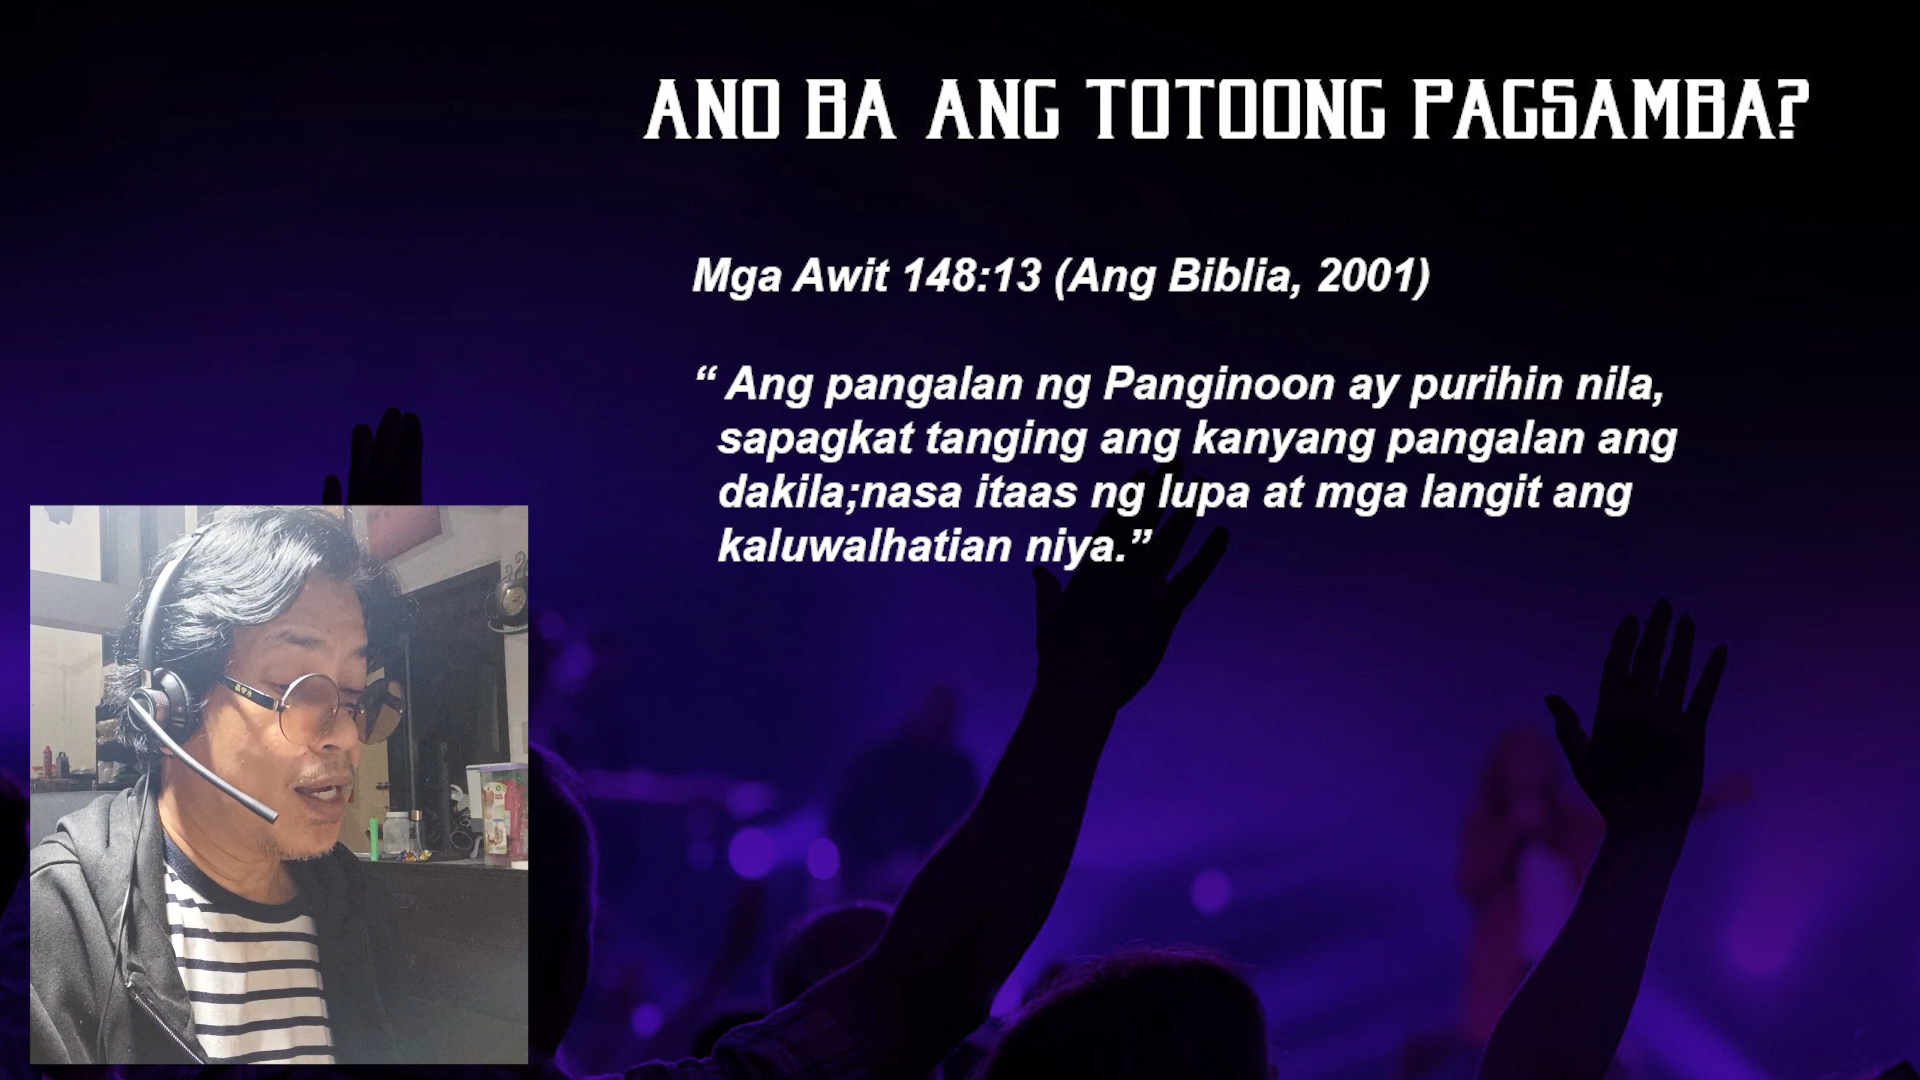 ANO BA ANG TOTOONG PAGSAMBA?
Mga Awit 148:13 (Ang Biblia, 2001)
“ Ang pangalan ng Panginoon ay purihin nila,
sapagkat tanging ang kanyang pangalan ang
dakila;nasa itaas ng lupa at mga langit ang
kaluwalhatian niya.”